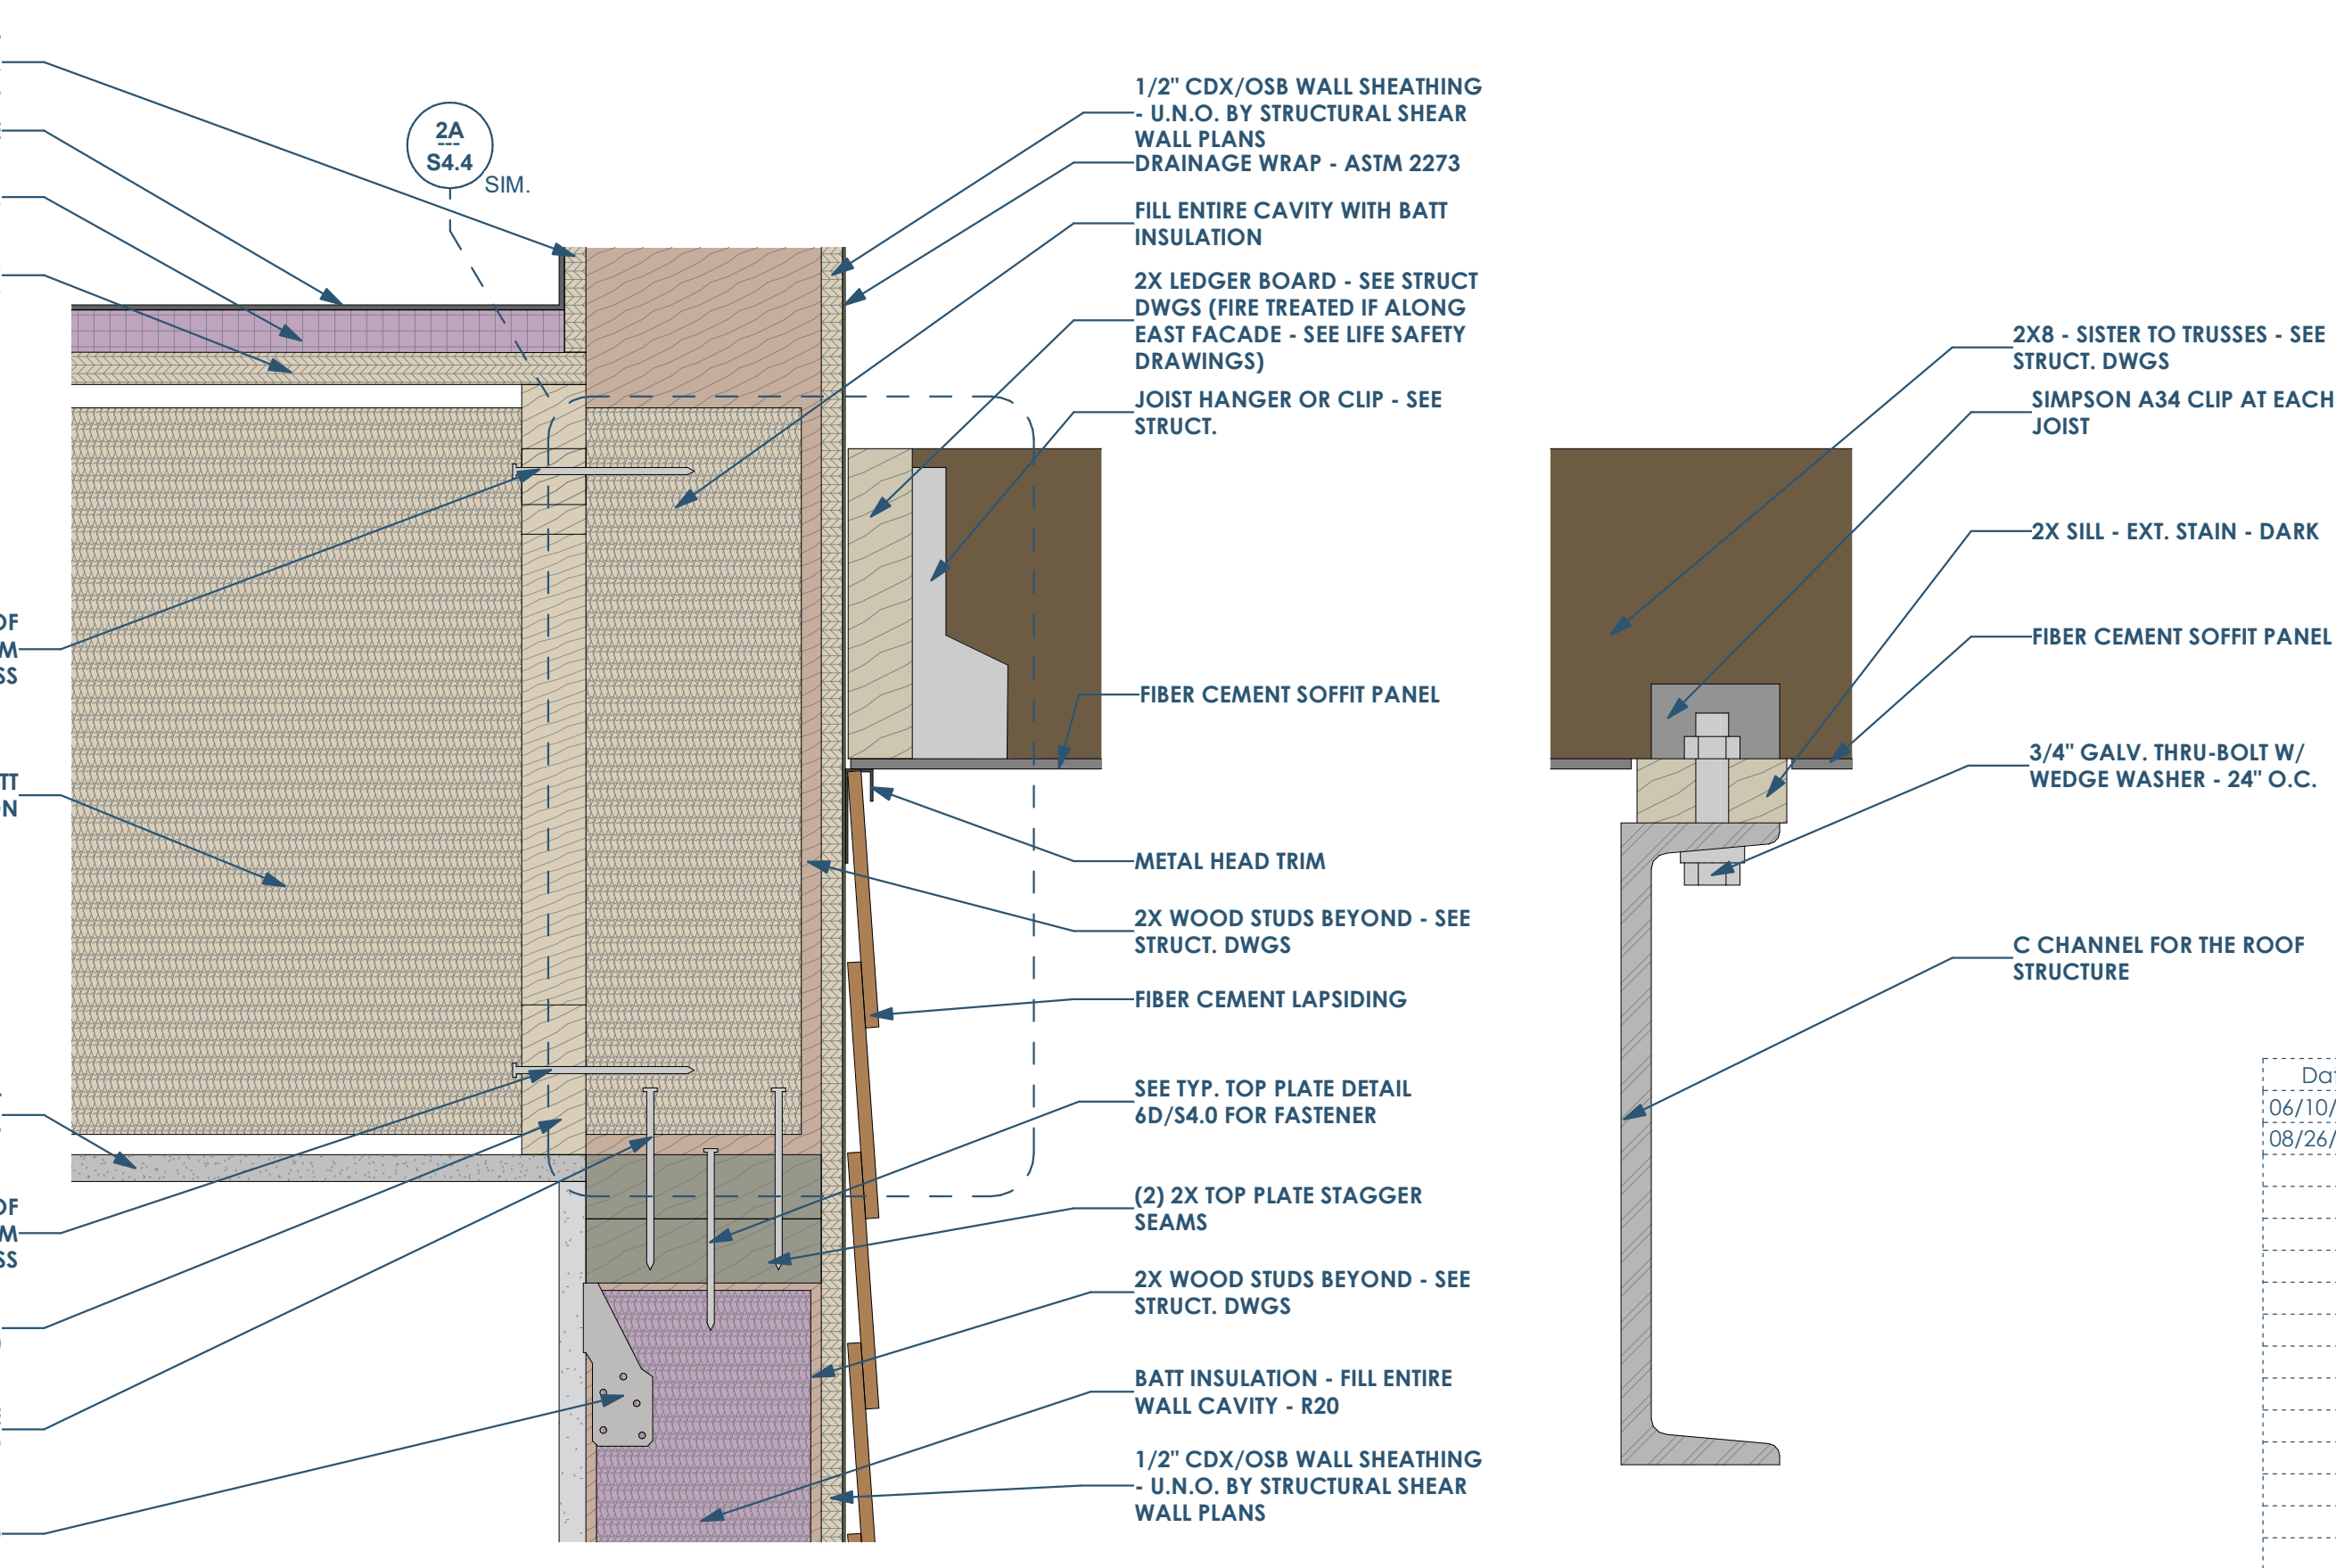 2A
S4.4
SIM.
1/2" CDX/OSB WALL SHEATHING
- U.N.O. BY STRUCTURAL SHEAR
WALL PLANS
DRAINAGE WRAP - ASTM 2273
FILL ENTIRE CAVITY WITH BATT
INSULATION
2X LEDGER BOARD - SEE STRUCT
DWGS (FIRE TREATED IF ALONG
EAST FACADE - SEE LIFE SAFETY
DRAWINGS)
JOIST HANGER OR CLIP - SEE
STRUCT.
FIBER CEMENT SOFFIT PANEL
METAL HEAD TRIM
2X WOOD STUDS BEYOND - SEE
STRUCT. DWGS
FIBER CEMENT LAPSIDING
SEE TYP. TOP PLATE DETAIL
6D/S4.0 FOR FASTENER
(2) 2X TOP PLATE STAGGER
SEAMS
2X WOOD STUDS BEYOND - SEE
STRUCT. DWGS
BATT INSULATION - FILL ENTIRE
WALL CAVITY - R20
1/2" CDX/OSB WALL SHEATHING
- U.N.O. BY STRUCTURAL SHEAR
WALL PLANS
2X8 - SISTER TO TRUSSES - SEE
STRUCT. DWGS
SIMPSON A34 CLIP AT EACH
JOIST
2X SILL - EXT. STAIN - DARK
FIBER CEMENT SOFFIT PANEL
3/4" GALV. THRU-BOLT W/
WEDGE WASHER - 24" O.C.
C CHANNEL FOR THE ROOF
STRUCTURE
06/10/
08/26/